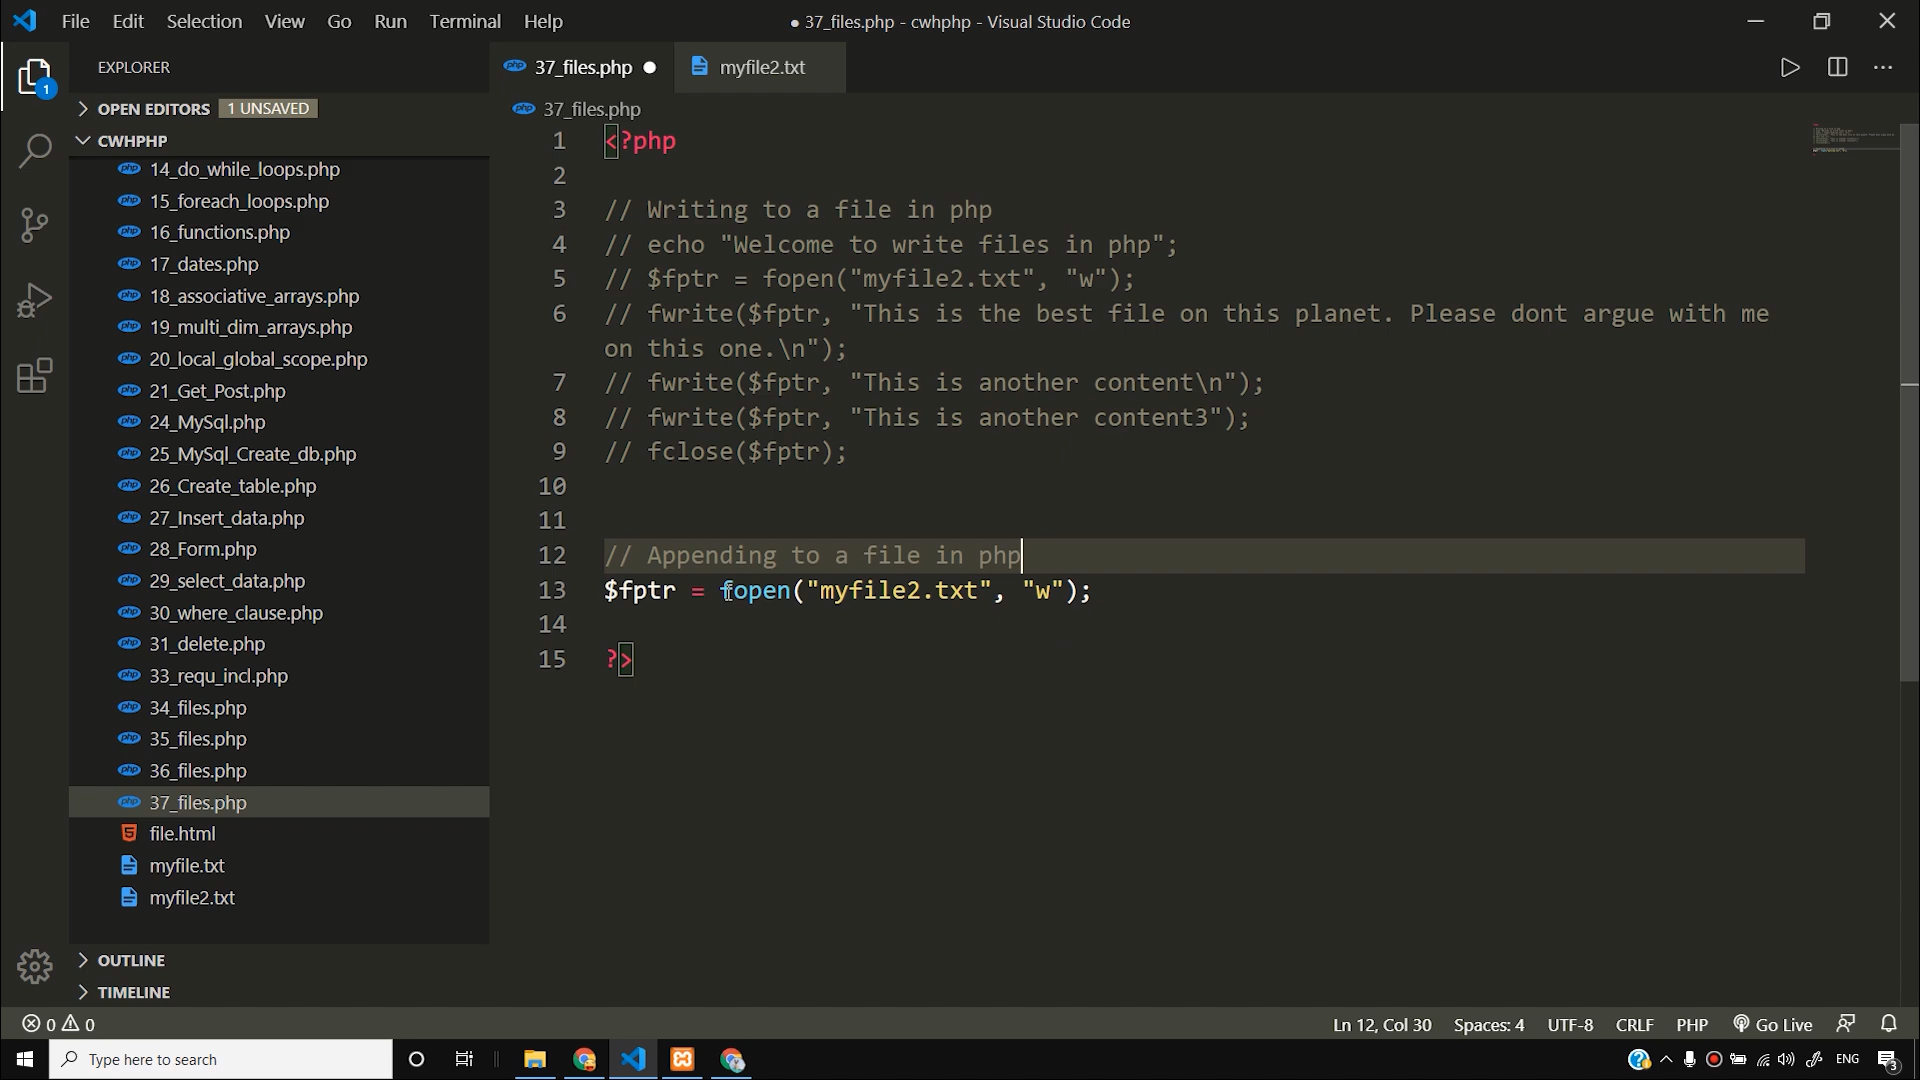 File Edit Selection View Go Run Terminal Help
● 37_files.php - cwhphp - Visual Studio Code
EXPLORER
37_files.php ●
myfile2.txt
OPEN EDITORS 1 UNSAVED
CWHPHP
37_files.php
14_do_while_loops.php
15_foreach_loops.php
16_functions.php
17_dates.php
18_associative_arrays.php
19_multi_dim_arrays.php
20_local_global_scope.php
21_Get_Post.php
24_MySql.php
25_MySql_Create_db.php
26_Create_table.php
27_Insert_data.php
28_Form.php
29_select_data.php
30_where_clause.php
31_delete.php
33_requ_incl.php
34_files.php
35_files.php
36_files.php
37_files.php
file.html
myfile.txt
myfile2.txt
OUTLINE
TIMELINE
1 <?php
2
3 // Writing to a file in php
4 // echo "Welcome to write files in php";
5 // $fptr = fopen("myfile2.txt", "w");
6 // fwrite($fptr, "This is the best file on this planet. Please dont argue with me
on this one.\n");
7 // fwrite($fptr, "This is another content\n");
8 // fwrite($fptr, "This is another content3");
9 // fclose($fptr);
10
11
12 // Appending to a file in php
13 $fptr = fopen("myfile2.txt", "w");
14
15 ?>
1
0 0
Ln 12, Col 30 Spaces: 4 UTF-8 CRLF PHP Go Live
Type here to search
ENG
3